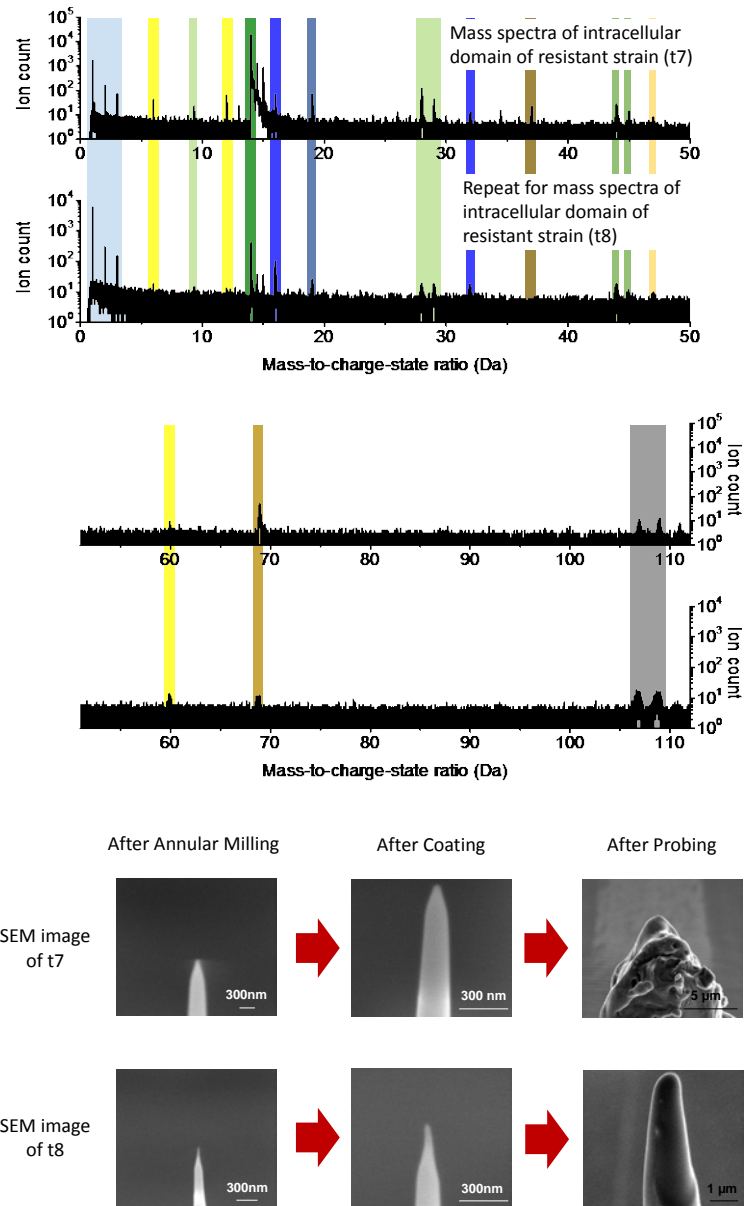 Mass spectra of intracellular
domain of resistant strain (t7)
Ion count
10⁵
10⁴
10³
10²
10¹
10⁰
0 10 20 30 40 50
Repeat for mass spectra of
intracellular domain of
resistant strain (t8)
Ion count
10⁴
10³
10²
10¹
10⁰
0 10 20 30 40 50
Mass-to-charge-state ratio (Da)
10⁵
10⁴
10³
10²
10¹
10⁰
Ion count
60 70 80 90 100 110
10⁴
10³
10²
10¹
10⁰
Ion count
60 70 80 90 100 110
Mass-to-charge-state ratio (Da)
After Annular Milling After Coating After Probing
SEM image
of t7
300nm
300 nm
5 µm
SEM image
of t8
300nm
300nm
1 µm